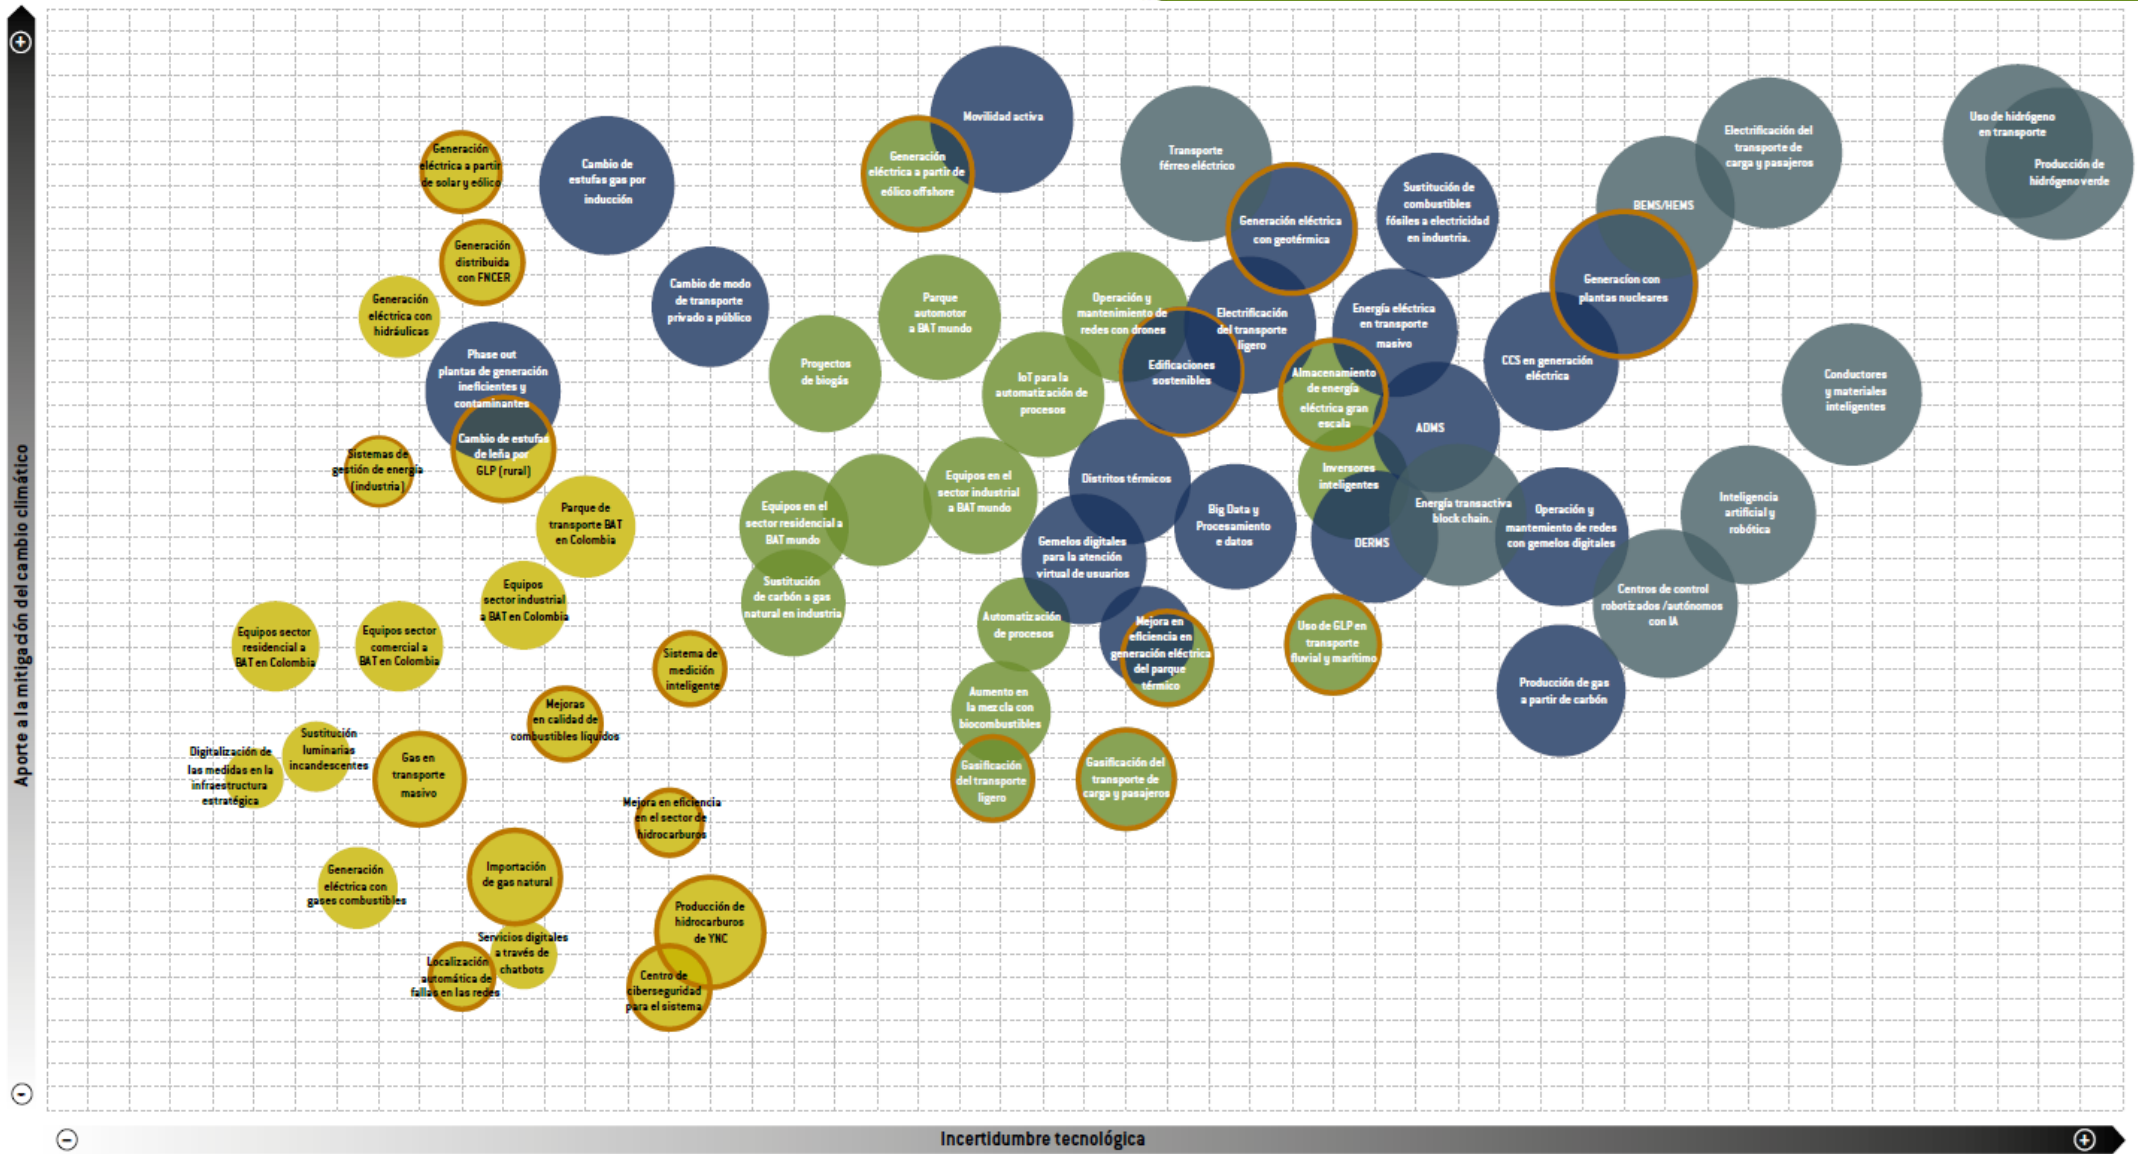 Aporte a la mitigación del cambio climático
Movilidad activa
Generación
eléctrica a partir
de solar y eólico
Cambio de
estufas gas por
inducción
Generación
eléctrica a partir de
eólico offshore
Transporte
férreo eléctrico
Uso de hidrógeno
en transporte
Producción de
hidrógeno verde
Electrificación del
transporte de
carga y pasajeros
BEMS/HEMS
Sustitución de
combustibles
fósiles a electricidad
en industria.
Generación eléctrica
con geotérmica
Generación
distribuida
con FNCER
Generación
eléctrica con
hidráulicas
Cambio de modo
de transporte
privado a público
Parque
automotor
a BAT mundo
Operación y
mantenimiento de
redes con drones
Electrificación
del transporte
ligero
Energía eléctrica
en transporte
masivo
Generacíon con
plantas nucleares
Phase out
plantas de generación
ineficientes y
contaminantes
Proyectos
de biogás
IoT para la
automatización de
procesos
Edificaciones
sostenibles
Almacenamiento
de energía
eléctrica gran
escala
CCS en generación
eléctrica
Conductores
y materiales
inteligentes
ADMS
Cambio de estufas
de leña por
GLP (rural)
Sistemas de
gestión de energía
(industria)
Parque de
transporte BAT
en Colombia
Equipos en el
sector residencial a
BAT mundo
Equipos en el
sector industrial
a BAT mundo
Distritos térmicos
Big Data y
Procesamiento
e datos
Inversores
inteligentes
DERMS
Energía transactiva
block chain.
Operación y
mantemiento de redes
con gemelos digitales
Inteligencia
artificial y
robótica
Gemelos digitales
para la atención
virtual de usuarios
Sustitución
de carbón a gas
natural en industria
Equipos
sector industrial
a BAT en Colombia
Equipos sector
residencial a
BAT en Colombia
Equipos sector
comercial a
BAT en Colombia
Sistema de
medición
inteligente
Automatización
de procesos
Mejora en
eficiencia en
generación eléctrica
del parque
térmico
Uso de GLP en
transporte
fluvial y marítimo
Centros de control
robotizados /autónomos
con IA
Producción de gas
a partir de carbón
Mejoras
en calidad de
combustibles líquidos
Aumento en
la mezcla con
biocombustibles
Digitalización de
las medidas en la
infraestructura
estratégica
Sustitución
luminarias
incandescentes
Gas en
transporte
masivo
Gasificación
del transporte
ligero
Gasificación del
transporte de
carga y pasajeros
Mejora en eficiencia
en el sector de
hidrocarburos
Generación
eléctrica con
gases combustibles
Importación
de gas natural
Producción de
hidrocarburos
de YNC
Servicios digitales
a través de
chatbots
Localización
automática de
fallas en las redes
Centro de
ciberseguridad
para el sistema
Incertidumbre tecnológica